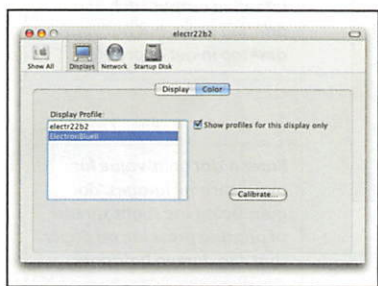 electr22b2
Show All Displays Network Startup Disk
Display Color
Display Profile:
electr22b2
ElectronBlueII
Show profiles for this display only
Calibrate...